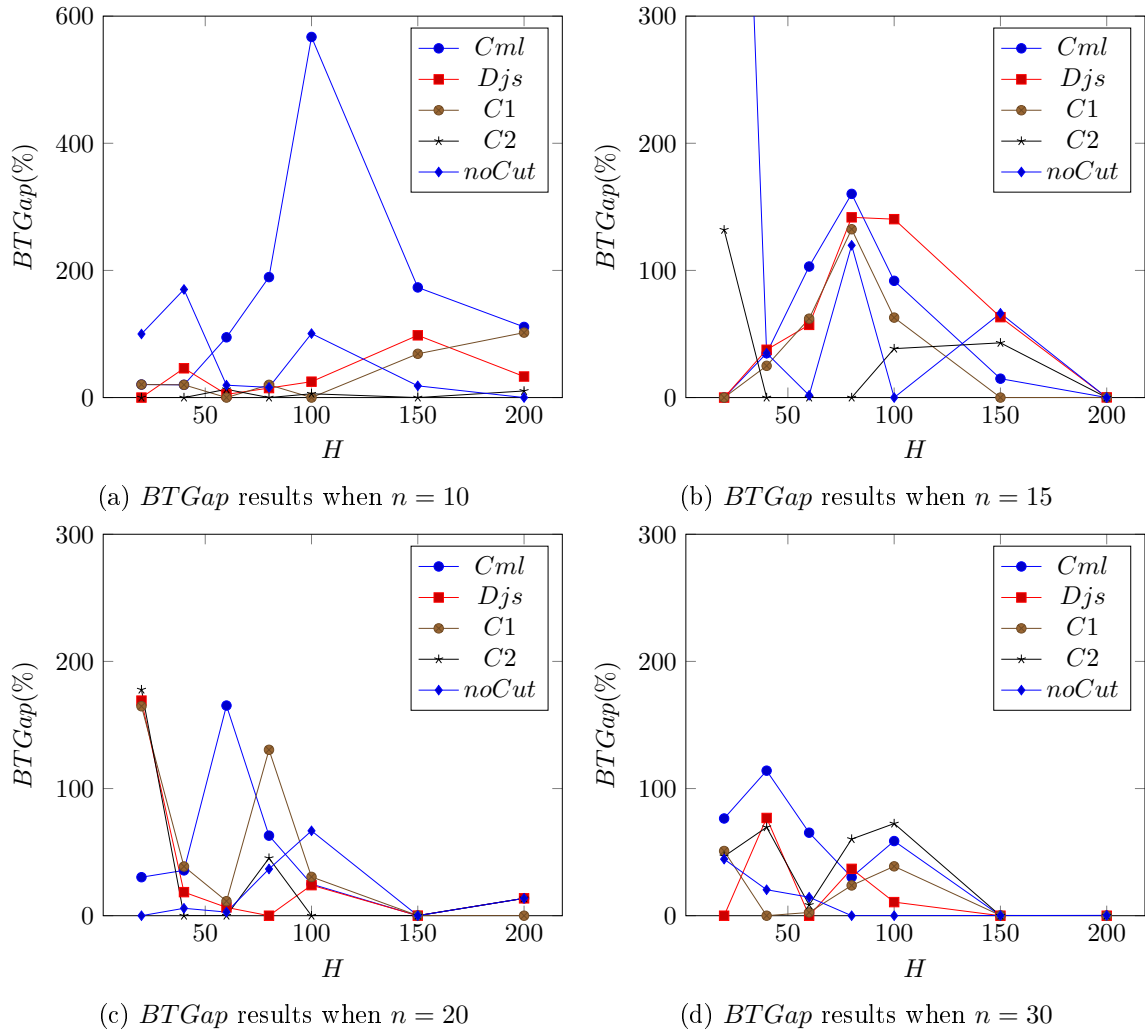 600
400
200
0
50
100
150
200
BTGap(%)
H
Cml
Djs
C1
C2
noCut
(a) BTGap results when n = 10
300
200
100
0
50
100
150
200
BTGap(%)
H
Cml
Djs
C1
C2
noCut
(b) BTGap results when n = 15
300
200
100
0
50
100
150
200
BTGap(%)
H
Cml
Djs
C1
C2
noCut
(c) BTGap results when n = 20
300
200
100
0
50
100
150
200
BTGap(%)
H
Cml
Djs
C1
C2
noCut
(d) BTGap results when n = 30